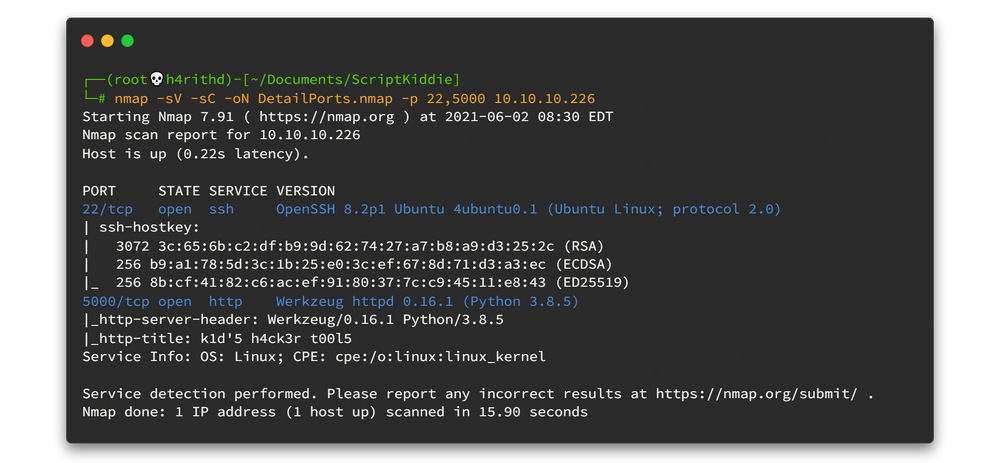 ┌──(root💀h4rithd)-[~/Documents/ScriptKiddie]
└─# nmap -sV -sC -oN DetailPorts.nmap -p 22,5000 10.10.10.226
Starting Nmap 7.91 ( https://nmap.org ) at 2021-06-02 08:30 EDT
Nmap scan report for 10.10.10.226
Host is up (0.22s latency).

PORT     STATE SERVICE VERSION
22/tcp   open  ssh     OpenSSH 8.2p1 Ubuntu 4ubuntu0.1 (Ubuntu Linux; protocol 2.0)
| ssh-hostkey:
|   3072 3c:65:6b:c2:df:b9:9d:62:74:27:a7:b8:a9:d3:25:2c (RSA)
|   256 b9:a1:78:5d:3c:1b:25:e0:3c:ef:67:8d:71:d3:a3:ec (ECDSA)
|_  256 8b:cf:41:82:c6:ac:ef:91:80:37:7c:c9:45:11:e8:43 (ED25519)
5000/tcp open  http    Werkzeug httpd 0.16.1 (Python 3.8.5)
|_http-server-header: Werkzeug/0.16.1 Python/3.8.5
|_http-title: k1d'5 h4ck3r t00l5
Service Info: OS: Linux; CPE: cpe:/o:linux:linux_kernel

Service detection performed. Please report any incorrect results at https://nmap.org/submit/ .
Nmap done: 1 IP address (1 host up) scanned in 15.90 seconds